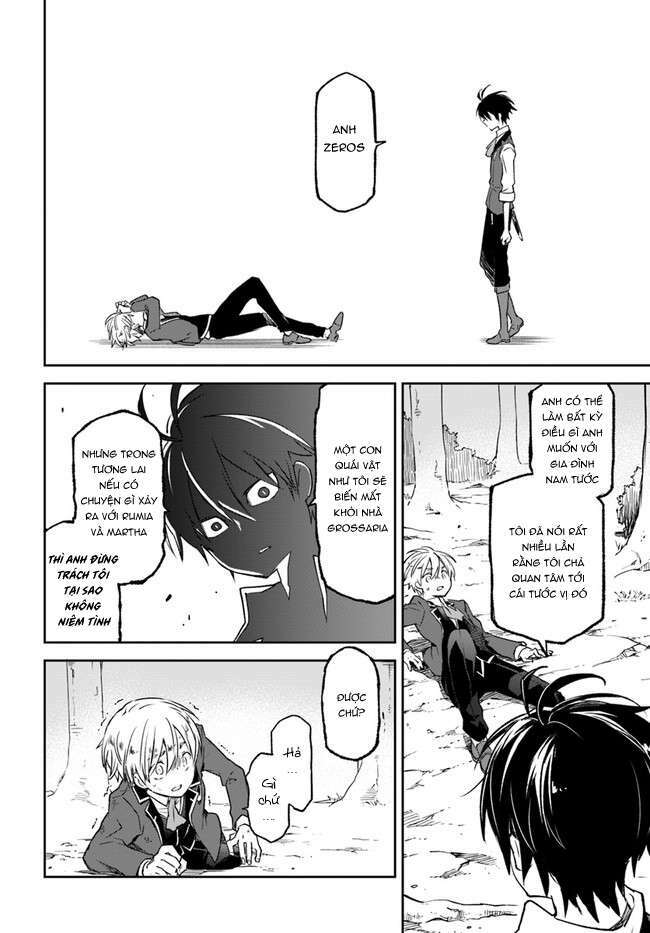 ANH
ZEROS
ANH CÓ THỂ
LÀM BẤT KỲ
ĐIỀU GÌ ANH
MUỐN VỚI
GIA ĐÌNH
NAM TƯỚC
TÔI ĐÃ NÓI RẤT
NHIỀU LẦN
RẰNG TÔI CHẢ
QUAN TÂM TỚI
CÁI TƯỚC VỊ ĐÓ
MỘT CON
QUÁI VẬT
NHƯ TÔI SẼ
BIẾN MẤT
KHỎI NHÀ
GROSSARIA
NHƯNG TRONG
TƯƠNG LAI
NẾU CÓ
CHUYỆN GÌ XẢY
RA VỚI RUMIA
VÀ MARTHA
THÌ ANH ĐỪNG
TRÁCH TÔI
TẠI SAO
KHÔNG
NIỆM TÌNH
ĐƯỢC
CHỨ?
Hả
...
Gì
chứ
...